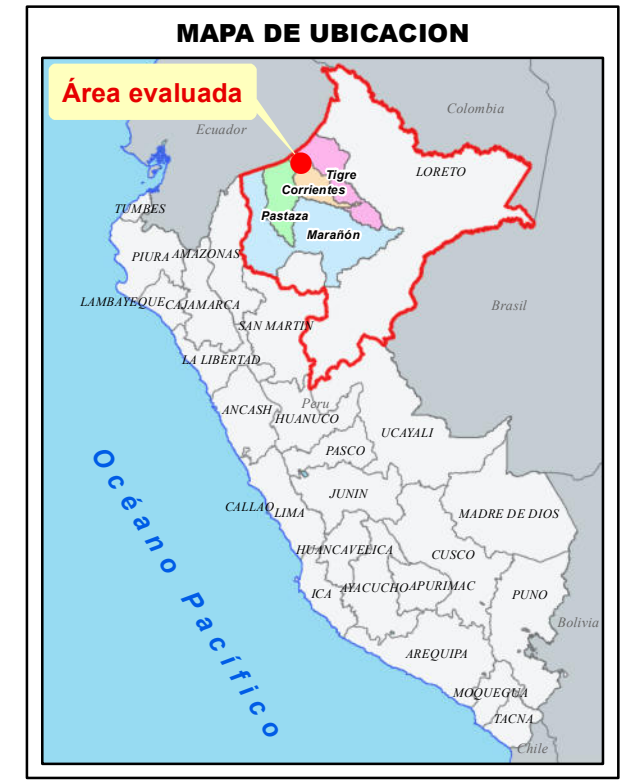 MAPA DE UBICACION
Área evaluada
Colombia
Ecuador
Tigre
LORETO
Corrientes
Pastaza
TUMBES
Marañón
PIURA
AMAZONAS
LAMBAYEQUE
CAJAMARCA
Brasil
SAN MARTIN
LA LIBERTAD
Peru
ANCASH
HUANUCO
UCAYALI
PASCO
Océano Pacífico
JUNIN
CALLAO
LIMA
MADRE DE DIOS
HUANCAVELICA
CUSCO
ICA
AYACUCHO
APURIMAC
PUNO
Bolivia
AREQUIPA
MOQUEGUA
TACNA
Chile